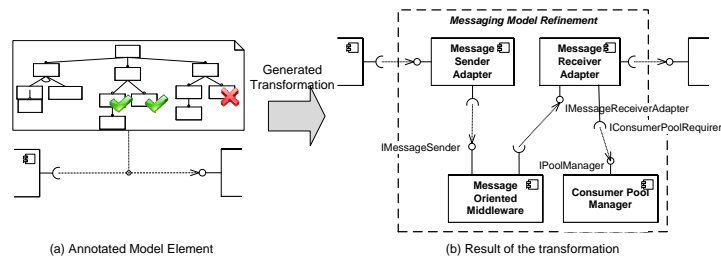 Generated
Transformation
Messaging Model Refinement
Message
Sender
Adapter
Message
Receiver
Adapter
IMessageReceiverAdapter
IConsumerPoolRequirer
IMessageSender
IPoolManager
Message
Oriented
Middleware
Consumer Pool
Manager
(a) Annotated Model Element
(b) Result of the transformation